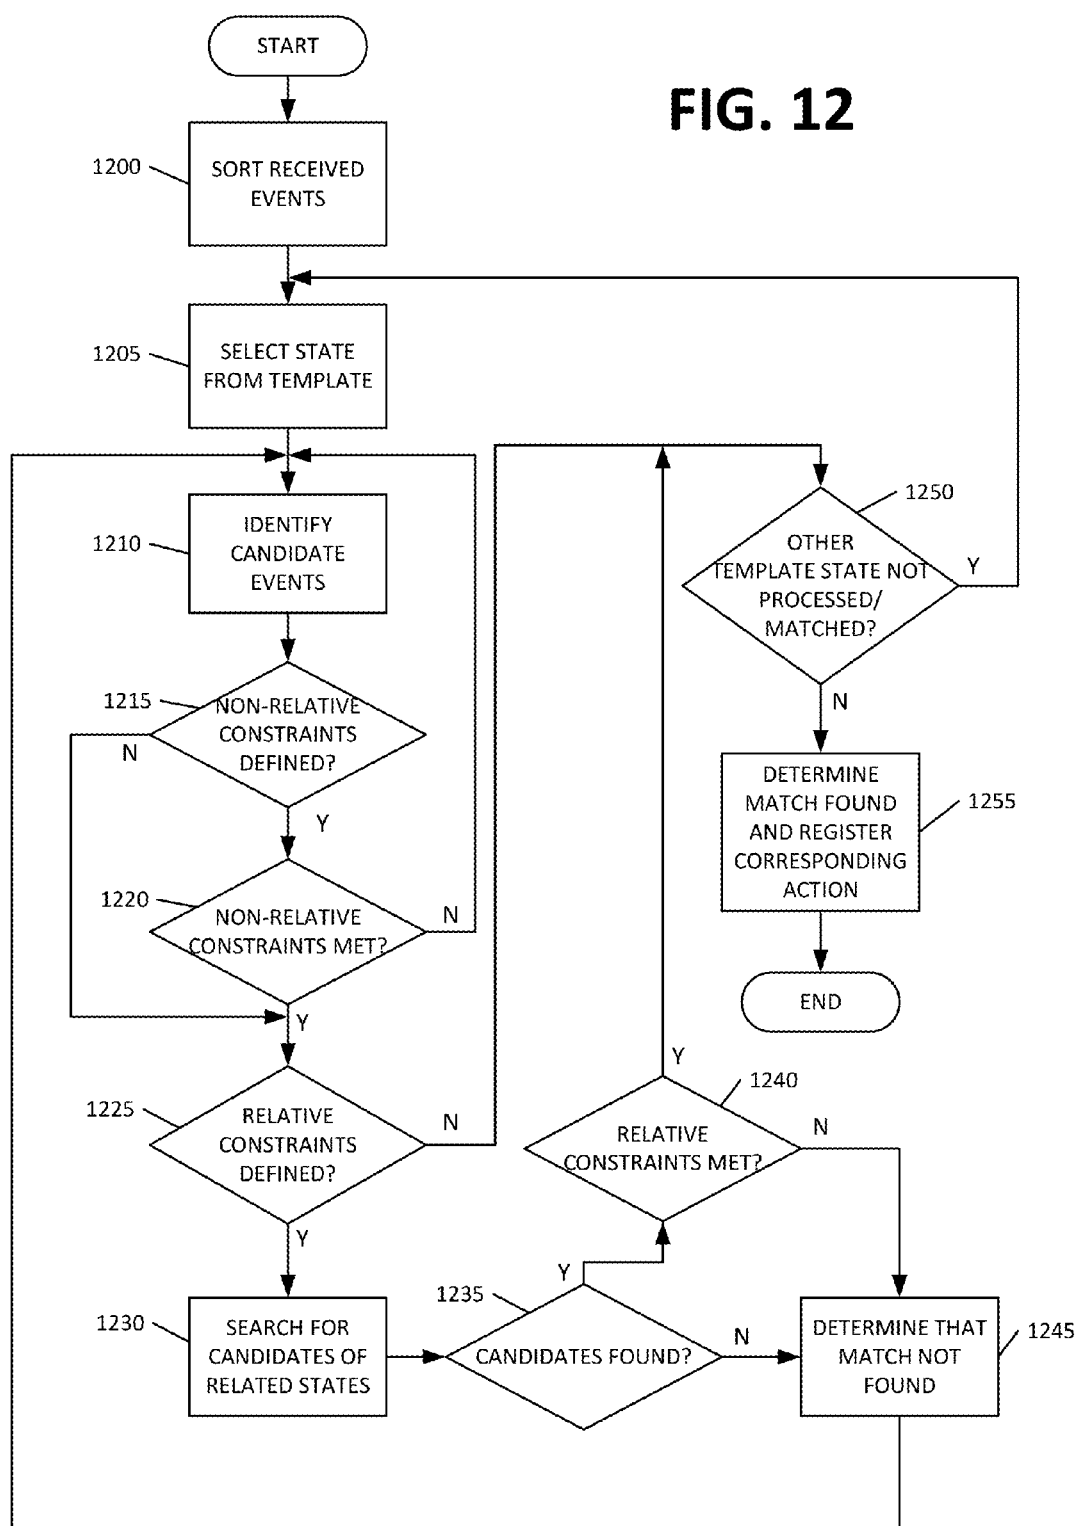 START
FIG. 12
1200
SORT RECEIVED
EVENTS
1205
SELECT STATE
FROM TEMPLATE
1210
IDENTIFY
CANDIDATE
EVENTS
1215
NON-RELATIVE
CONSTRAINTS
DEFINED?
N
Y
1220
NON-RELATIVE
CONSTRAINTS MET?
N
Y
1225
RELATIVE
CONSTRAINTS
DEFINED?
N
Y
1230
SEARCH FOR
CANDIDATES OF
RELATED STATES
1235
CANDIDATES FOUND?
Y
N
1240
RELATIVE
CONSTRAINTS MET?
Y
N
1245
DETERMINE THAT
MATCH NOT
FOUND
1250
OTHER
TEMPLATE STATE NOT
PROCESSED/
MATCHED?
Y
N
1255
DETERMINE
MATCH FOUND
AND REGISTER
CORRESPONDING
ACTION
END